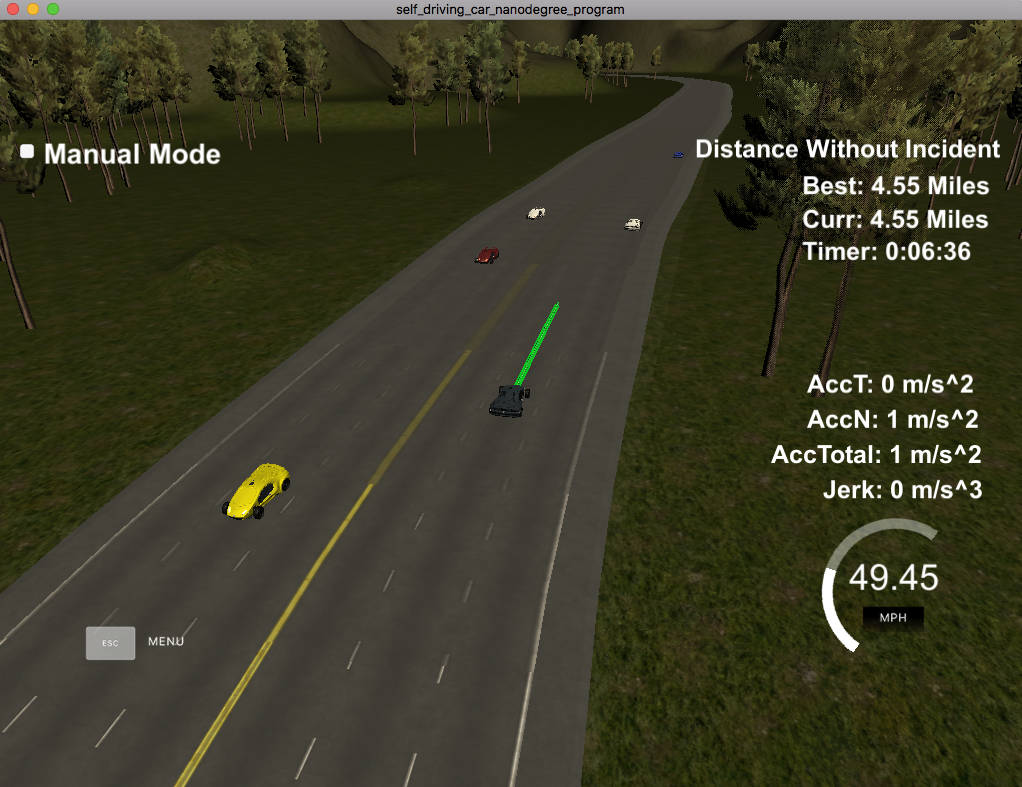 self_driving_car_nanodegree_program
Manual Mode
Distance Without Incident
Best: 4.55 Miles
Curr: 4.55 Miles
Timer: 0:06:36
AccT: 0 m/s^2
AccN: 1 m/s^2
AccTotal: 1 m/s^2
Jerk: 0 m/s^3
49.45
MPH
ESC MENU